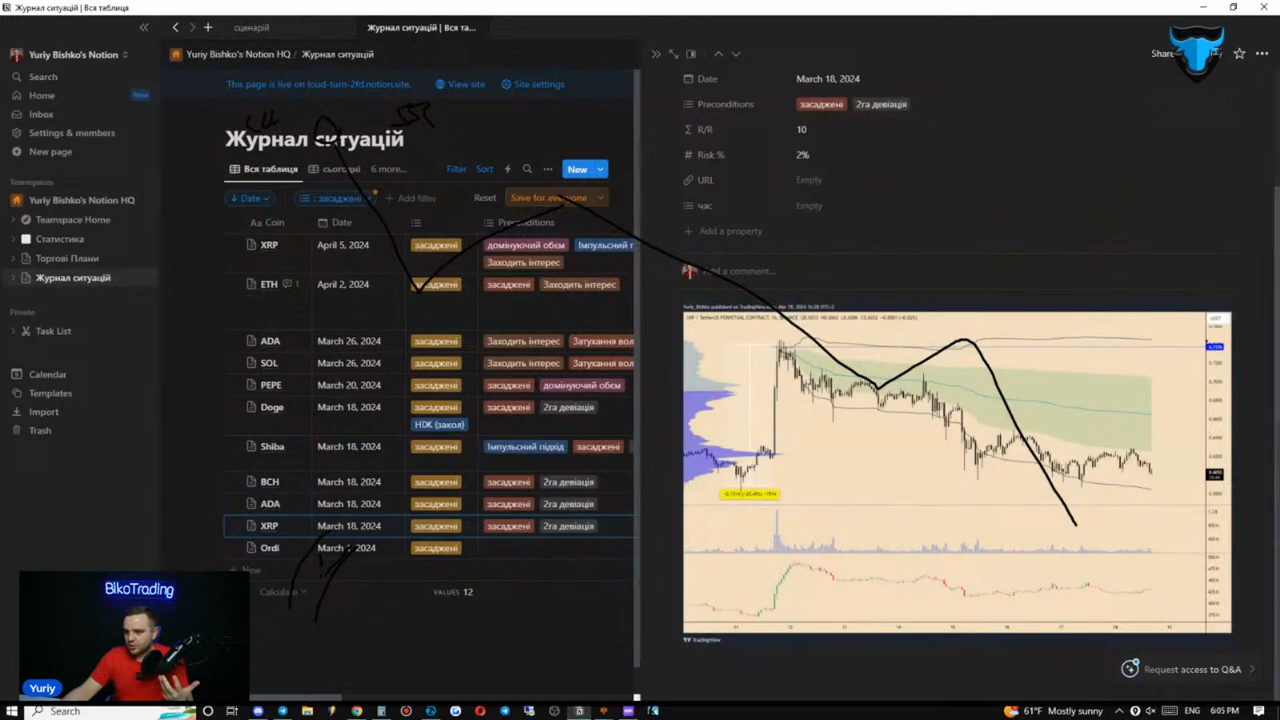 Журнал ситуацій | Вся таблиця
Yuriy Bishko's Notion
Search
Home
New
Inbox
Settings & members
New page
Teamspaces
Yuriy Bishko's Notion HQ
Teamspace Home
Статистика
Торгові Плани
Журнал ситуацій
Private
Task List
Calendar
Templates
Import
Trash
сценарій
Журнал ситуацій | Вся та...
Yuriy Bishko's Notion HQ / Журнал ситуацій
This page is live on loud-turn-2fd.notion.site.
View site
Site settings
Журнал ситуацій
Вся таблиця
сьогодні
6 more...
Filter
Sort
New
Date
: засаджені
Add filter
Reset
Save for everyone
Coin
Date
Preconditions
XRP April 5, 2024 засаджені домінуючий обєм Імпульсний п
Заходить інтерес
ETH 1 April 2, 2024 засаджені засаджені Заходить інтерес
ADA March 26, 2024 засаджені Заходить інтерес Затухання вол
SOL March 26, 2024 засаджені Заходить інтерес Затухання вол
PEPE March 20, 2024 засаджені засаджені домінуючий обєм
Doge March 18, 2024 засаджені засаджені 2га девіація
НЗК (закол)
Shiba March 18, 2024 засаджені Імпульсний підхід засаджені
BCH March 18, 2024 засаджені засаджені 2га девіація
ADA March 18, 2024 засаджені засаджені 2га девіація
XRP March 18, 2024 засаджені засаджені 2га девіація
Ordi 2024 засаджені
New
Calculate
VALUES 12
Share
Date March 18, 2024
Preconditions засаджені 2га девіація
R/R 10
Risk % 2%
URL Empty
час Empty
Add a property
Add a comment...
TradingView
Request access to Q&A
BikoTrading
Yuriy
Search
61°F Mostly sunny
ENG
6:05 PM